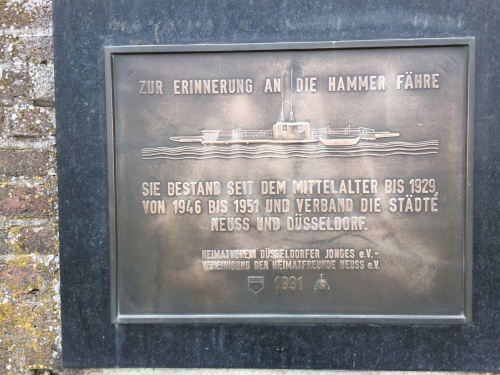 ZUR ERINNERUNG AN DIE HAMMER FÄHRE
SIE BESTAND SEIT DEM MITTELALTER BIS 1929,
VON 1946 BIS 1951 UND VERBAND DIE STÄDTE
NEUSS UND DÜSSELDORF.
HEIMATVEREIN DÜSSELDORFER JONGES e.V.-
VEREINIGUNG DER HEIMATFREUNDE NEUSS e.V.
1991